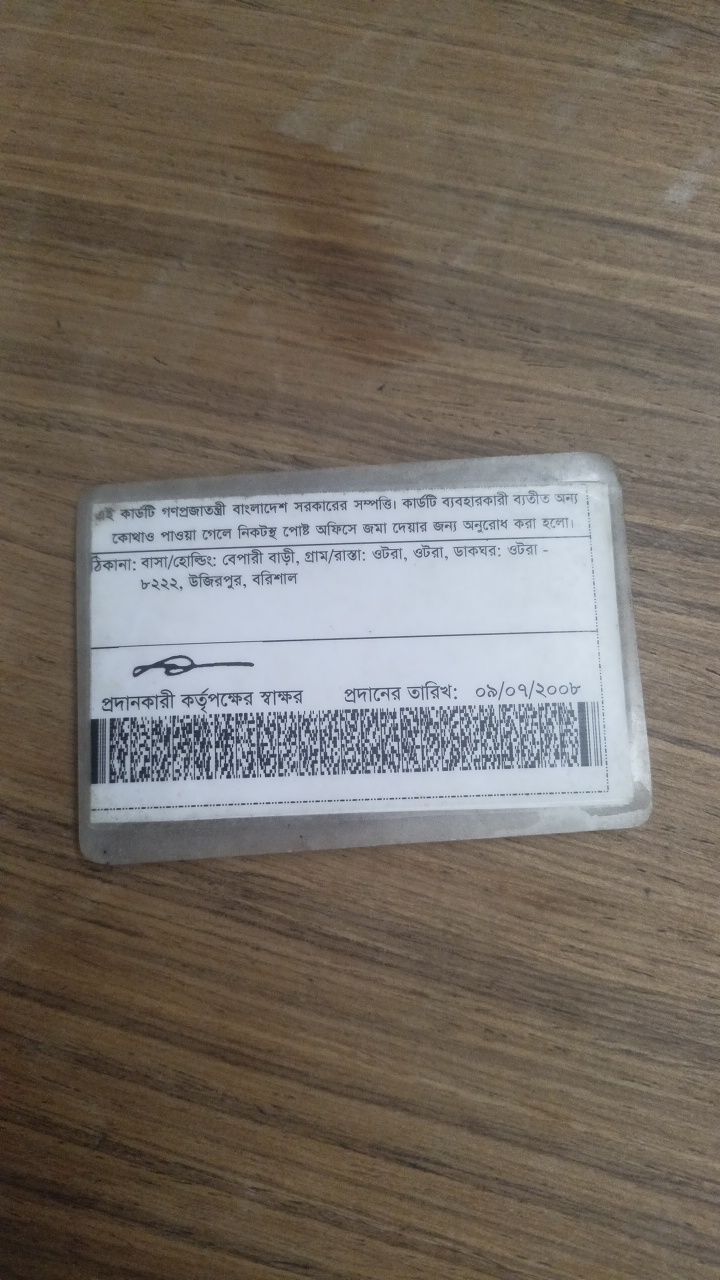 এই কার্ডটি গণপ্রজাতন্ত্রী বাংলাদেশ সরকারের সম্পত্তি। কার্ডটি ব্যবহারকারী ব্যতীত অন্য
কোথাও পাওয়া গেলে নিকটস্থ পোষ্ট অফিসে জমা দেয়ার জন্য অনুরোধ করা হলো।
ঠিকানা: বাসা/হোল্ডিং: বেপারী বাড়ী, গ্রাম/রাস্তা: ওটরা, ওটরা, ডাকঘর: ওটরা -
৮২২২, উজিরপুর, বরিশাল
প্রদানকারী কর্তৃপক্ষের স্বাক্ষর প্রদানের তারিখ: ০৯/০৭/২০০৮